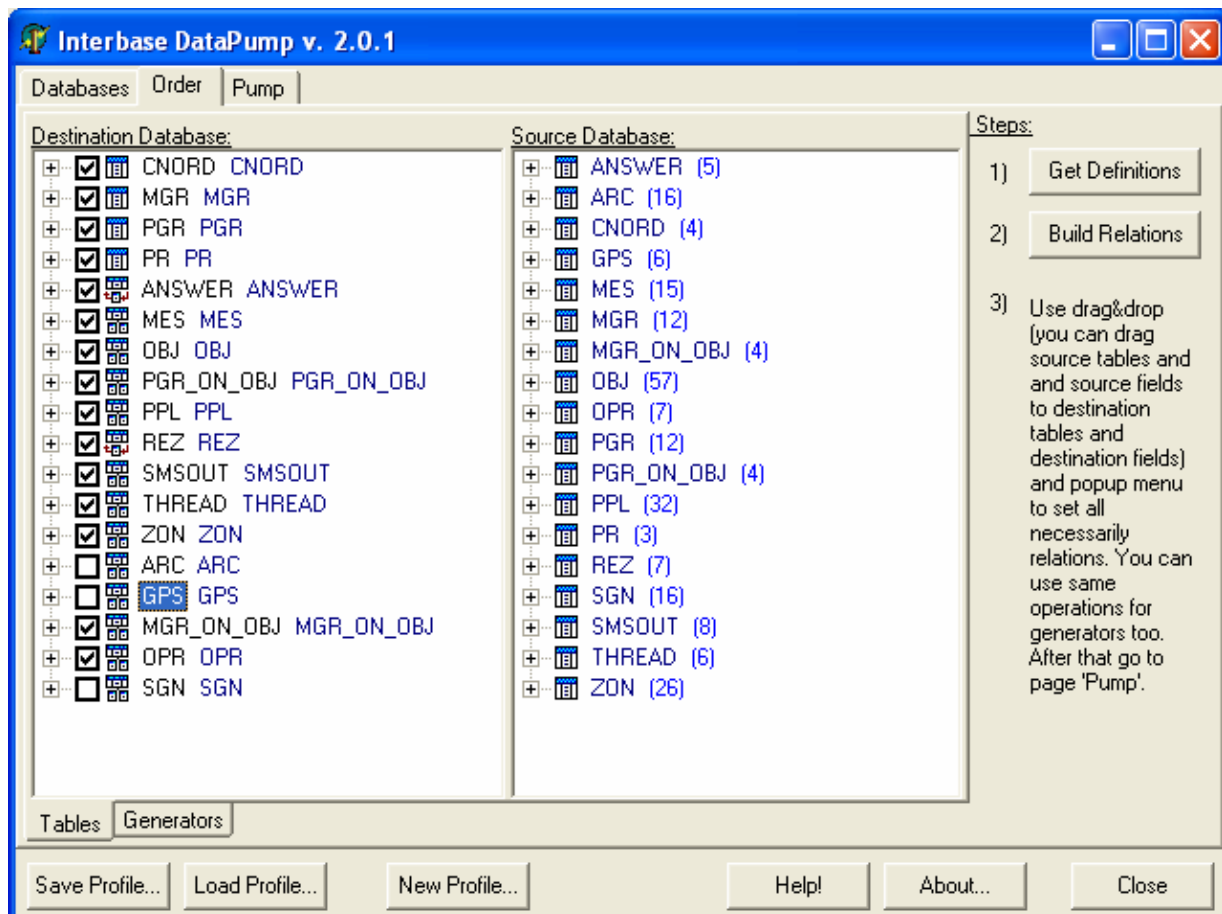 Interbase DataPump v. 2.0.1
Databases Order Pump
Destination Database:
CNORD CNORD
MGR MGR
PGR PGR
PR PR
ANSWER ANSWER
MES MES
OBJ OBJ
PGR_ON_OBJ PGR_ON_OBJ
PPL PPL
REZ REZ
SMSOUT SMSOUT
THREAD THREAD
ZON ZON
ARC ARC
GPS GPS
MGR_ON_OBJ MGR_ON_OBJ
OPR OPR
SGN SGN
Source Database:
ANSWER (5)
ARC (16)
CNORD (4)
GPS (6)
MES (15)
MGR (12)
MGR_ON_OBJ (4)
OBJ (57)
OPR (7)
PGR (12)
PGR_ON_OBJ (4)
PPL (32)
PR (3)
REZ (7)
SGN (16)
SMSOUT (8)
THREAD (6)
ZON (26)
Steps:
1) Get Definitions
2) Build Relations
3) Use drag&drop
(you can drag
source tables and
and source fields
to destination
tables and
destination fields)
and popup menu
to set all
necessarily
relations. You can
use same
operations for
generators too.
After that go to
page 'Pump'.
Tables Generators
Save Profile... Load Profile... New Profile... Help! About... Close